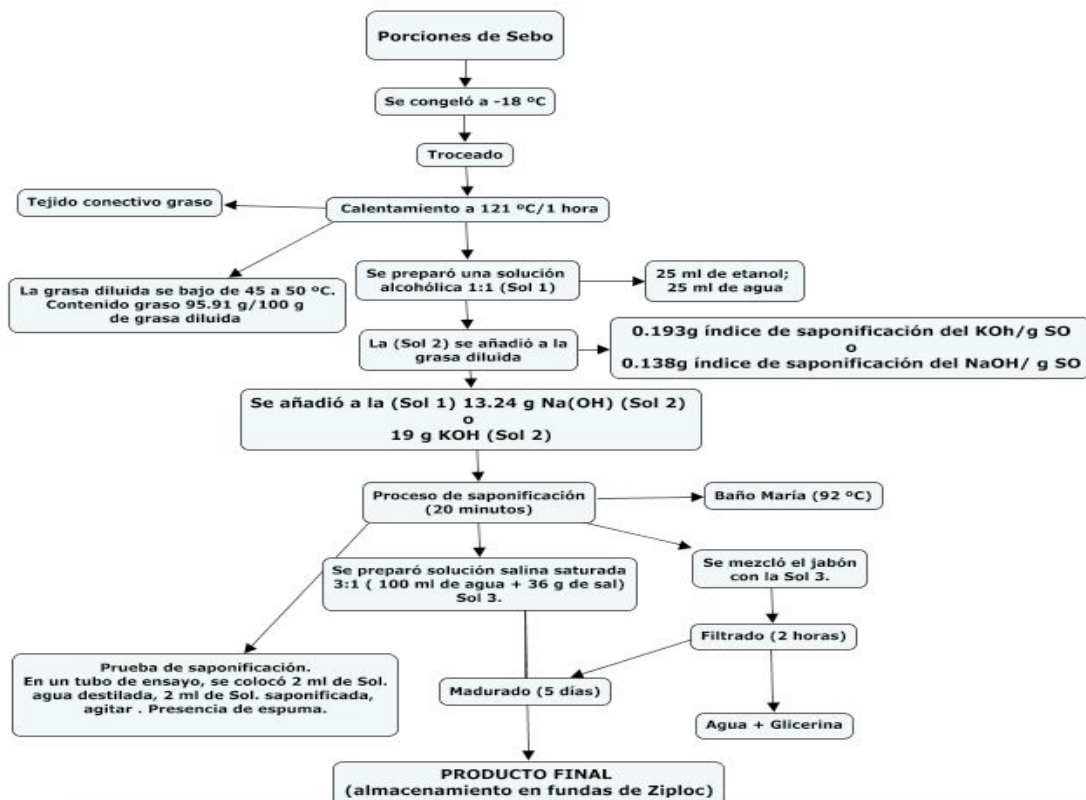 Porciones de Sebo
Se congeló a -18 ºC
Troceado
Tejido conectivo graso
Calentamiento a 121 ºC/1 hora
La grasa diluida se bajo de 45 a 50 ºC.
Contenido graso 95.91 g/100 g
de grasa diluida
Se preparó una solución
alcohólica 1:1 (Sol 1)
25 ml de etanol;
25 ml de agua
La (Sol 2) se añadió a la
grasa diluida
0.193g índice de saponificación del KOh/g SO
o
0.138g índice de saponificación del NaOH/ g SO
Se añadió a la (Sol 1) 13.24 g Na(OH) (Sol 2)
o
19 g KOH (Sol 2)
Proceso de saponificación
(20 minutos)
Baño María (92 ºC)
Se preparó solución salina saturada
3:1 ( 100 ml de agua + 36 g de sal)
Sol 3.
Se mezcló el jabón
con la Sol 3.
Filtrado (2 horas)
Prueba de saponificación.
En un tubo de ensayo, se colocó 2 ml de Sol.
agua destilada, 2 ml de Sol. saponificada,
agitar . Presencia de espuma.
Madurado (5 días)
Agua + Glicerina
PRODUCTO FINAL
(almacenamiento en fundas de Ziploc)